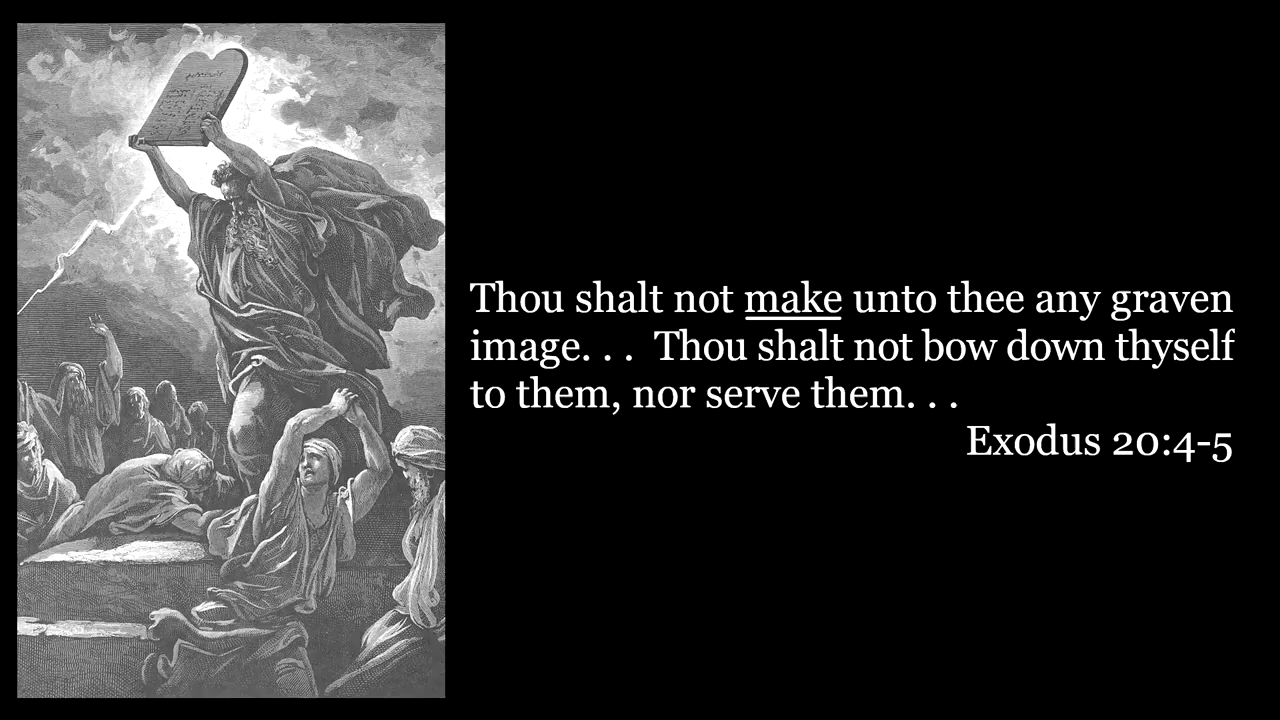 Thou shalt not make unto thee any graven
image. . .  Thou shalt not bow down thyself
to them, nor serve them. . .
Exodus 20:4-5